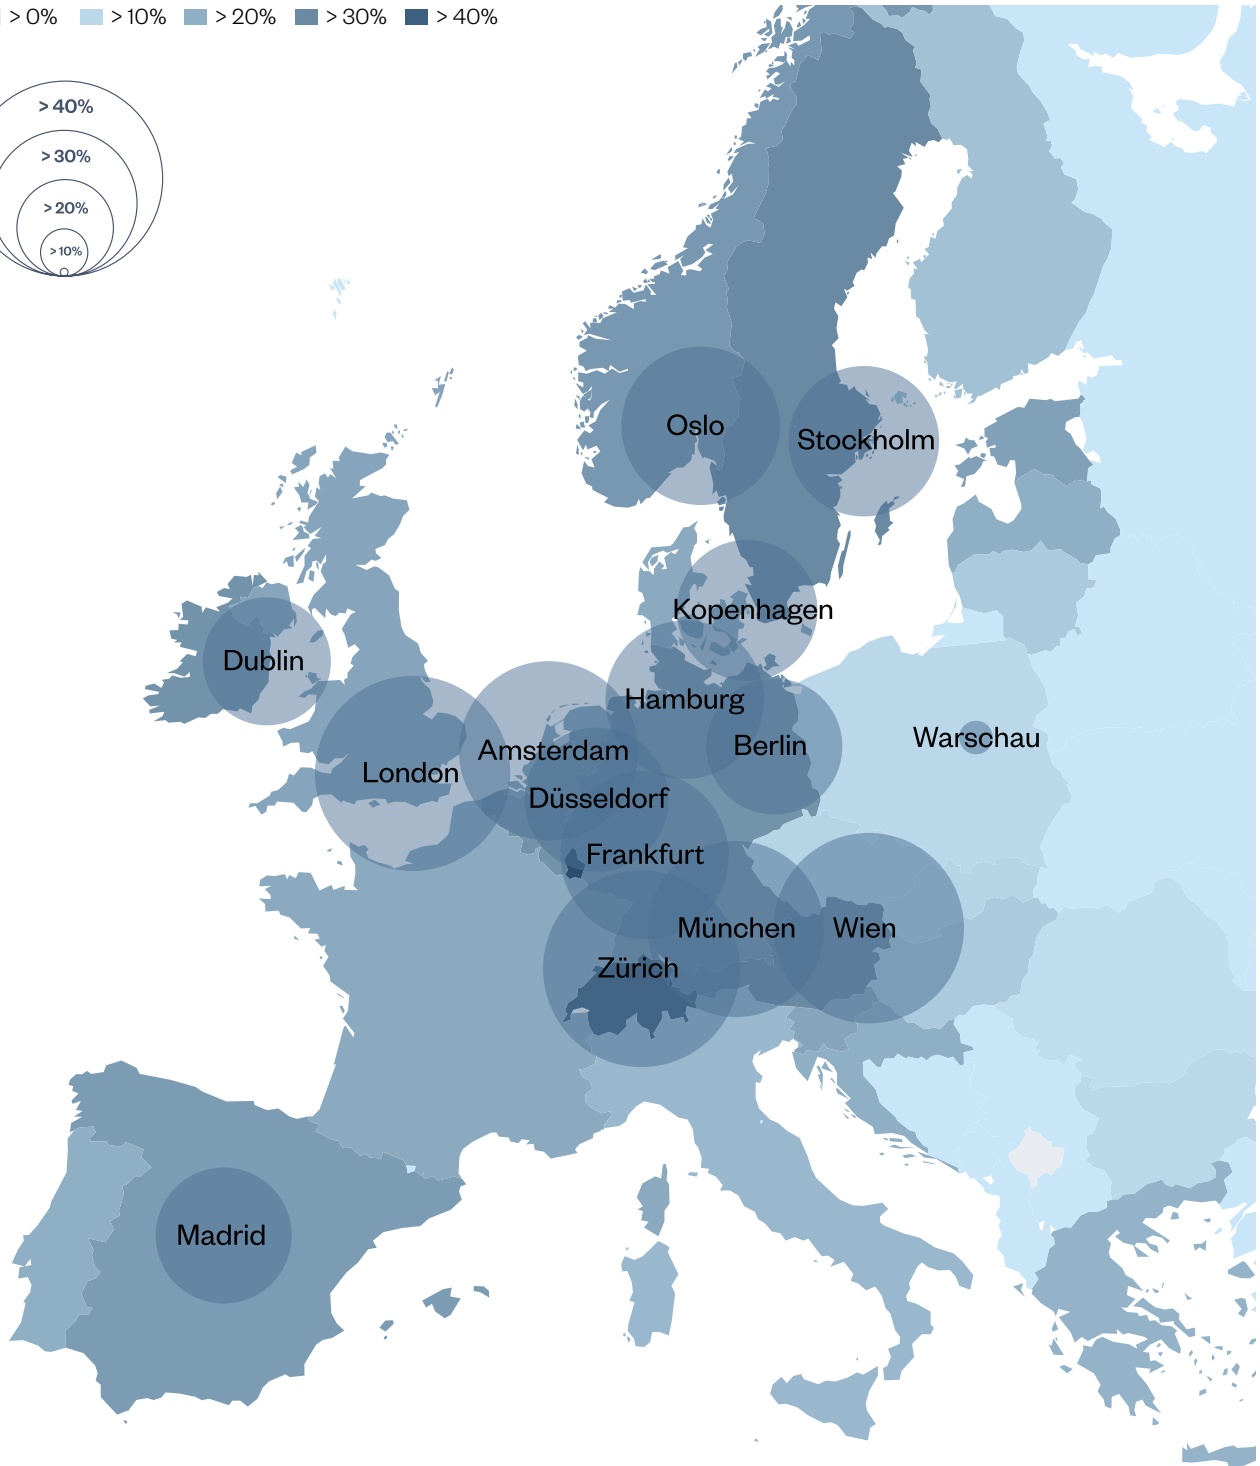 > 0% > 10% > 20% > 30% > 40%
> 40%
> 30%
> 20%
> 10%
Oslo
Stockholm
Kopenhagen
Dublin
Hamburg
Warschau
Berlin
Amsterdam
London
Düsseldorf
Frankfurt
München
Wien
Zürich
Madrid